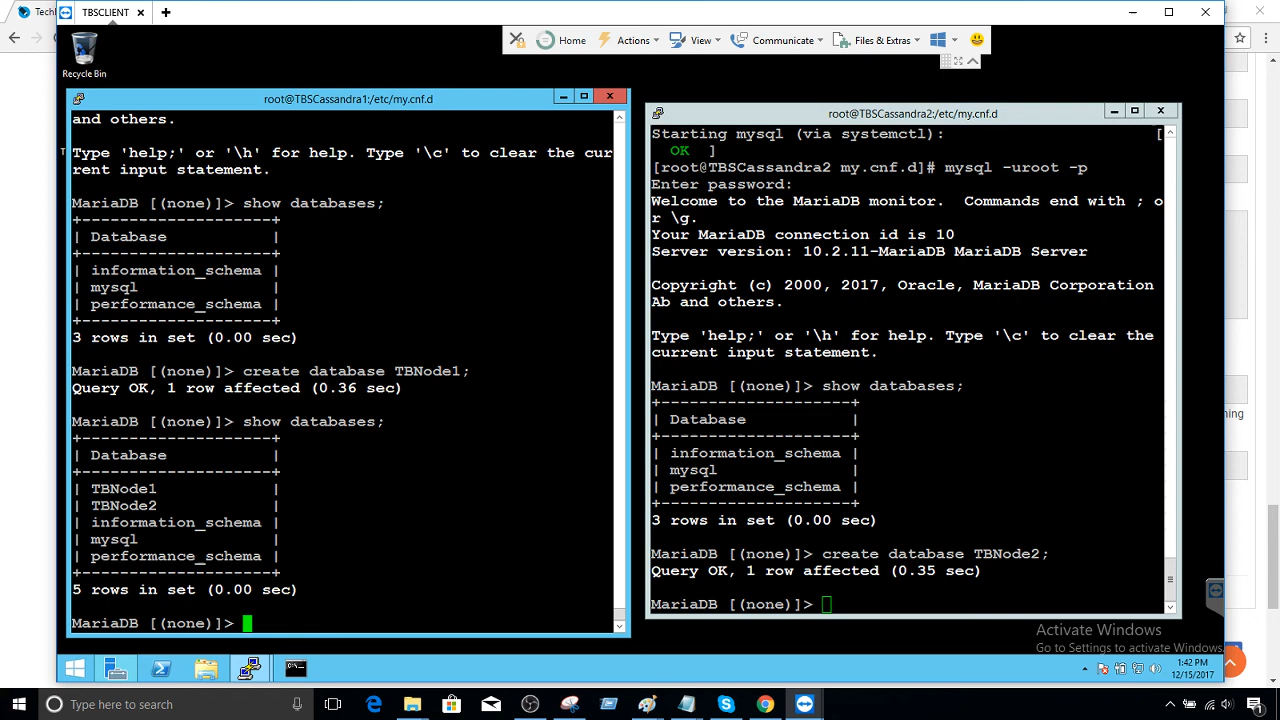 Techl
TBSCLIENT
Home
Actions
View
Communicate
Files & Extras
Recycle Bin
root@TBSCassandra1:/etc/my.cnf.d
and others.
Type 'help;' or '\h' for help. Type '\c' to clear the cur
rent input statement.
MariaDB [(none)]> show databases;
+--------------------+
| Database           |
+--------------------+
| information_schema |
| mysql              |
| performance_schema |
+--------------------+
3 rows in set (0.00 sec)
MariaDB [(none)]> create database TBNode1;
Query OK, 1 row affected (0.36 sec)
MariaDB [(none)]> show databases;
+--------------------+
| Database           |
+--------------------+
| TBNode1            |
| TBNode2            |
| information_schema |
| mysql              |
| performance_schema |
+--------------------+
5 rows in set (0.00 sec)
MariaDB [(none)]>
root@TBSCassandra2:/etc/my.cnf.d
Starting mysql (via systemctl):                       [
  OK  ]
[root@TBSCassandra2 my.cnf.d]# mysql -uroot -p
Enter password:
Welcome to the MariaDB monitor.  Commands end with ; o
r \g.
Your MariaDB connection id is 10
Server version: 10.2.11-MariaDB MariaDB Server
Copyright (c) 2000, 2017, Oracle, MariaDB Corporation
Ab and others.
Type 'help;' or '\h' for help. Type '\c' to clear the
current input statement.
MariaDB [(none)]> show databases;
+--------------------+
| Database           |
+--------------------+
| information_schema |
| mysql              |
| performance_schema |
+--------------------+
3 rows in set (0.00 sec)
MariaDB [(none)]> create database TBNode2;
Query OK, 1 row affected (0.35 sec)
MariaDB [(none)]>
ning
Activate Windows
Go to Settings to activate Windows.
1:42 PM
12/15/2017
Type here to search